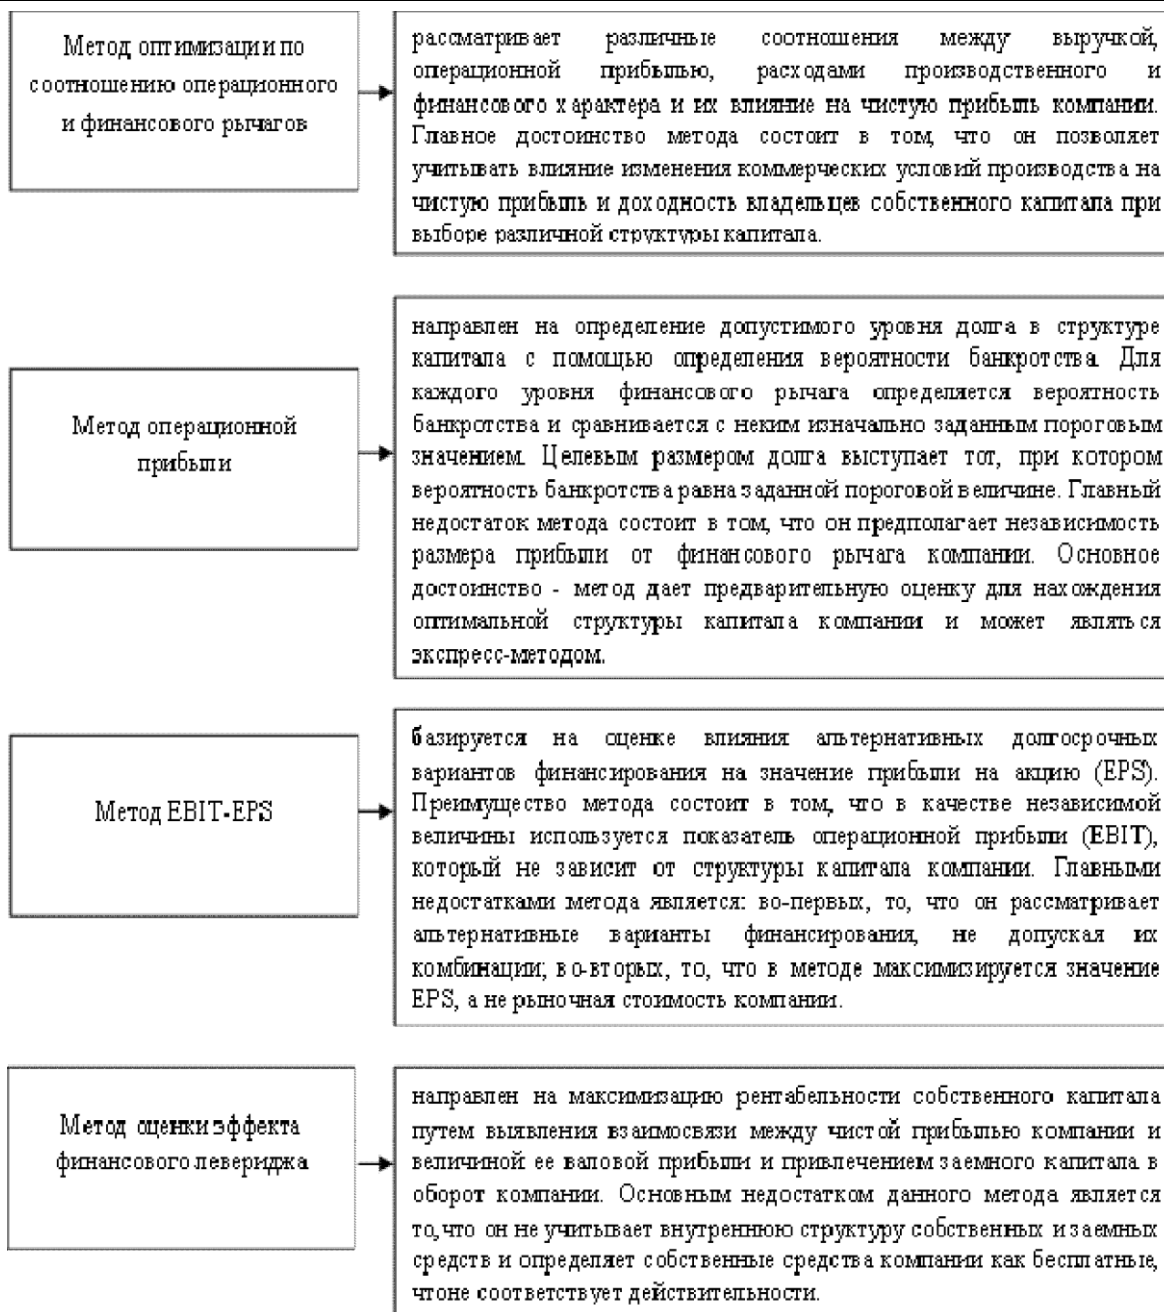 Метод оптимизации по
соотношению операционного
и финансового рычагов
рассматривает различные соотношения между выручкой,
операционной прибылью, расходами производственного и
финансового характера и их влияние на чистую прибыль компании.
Главное достоинство метода состоит в том, что он позволяет
учитывать влияние изменения коммерческих условий производства на
чистую прибыль и доходность владельцев собственного капитала при
выборе различной структуры капитала.
Метод операционной
прибыли
направлен на определение допустимого уровня долга в структуре
капитала с помощью определения вероятности банкротства. Для
каждого уровня финансового рычага определяется вероятность
банкротства и сравнивается с неким изначально заданным пороговым
значением. Целевым размером долга выступает тот, при котором
вероятность банкротства равна заданной пороговой величине. Главный
недостаток метода состоит в том, что он предполагает независимость
размера прибыли от финансового рычага компании. Основное
достоинство - метод дает предварительную оценку для нахождения
оптимальной структуры капитала компании и может являться
экспресс-методом.
Метод EBIT-EPS
базируется на оценке влияния альтернативных долгосрочных
вариантов финансирования на значение прибыли на акцию (EPS).
Преимущество метода состоит в том, что в качестве независимой
величины используется показатель операционной прибыли (EBIT),
который не зависит от структуры капитала компании. Главными
недостатками метода является: во-первых, то, что он рассматривает
альтернативные варианты финансирования, не допуская их
комбинации; во-вторых, то, что в методе максимизируется значение
EPS, а не рыночная стоимость компании.
Метод оценки эффекта
финансового левериджа
направлен на максимизацию рентабельности собственного капитала
путем выявления взаимосвязи между чистой прибылью компании и
величиной ее валовой прибыли и привлечением заемного капитала в
оборот компании. Основным недостатком данного метода является
то,что он не учитывает внутреннюю структуру собственных и заемных
средств и определяет собственные средства компании как бесплатные,
чтоне соответствует действительности.